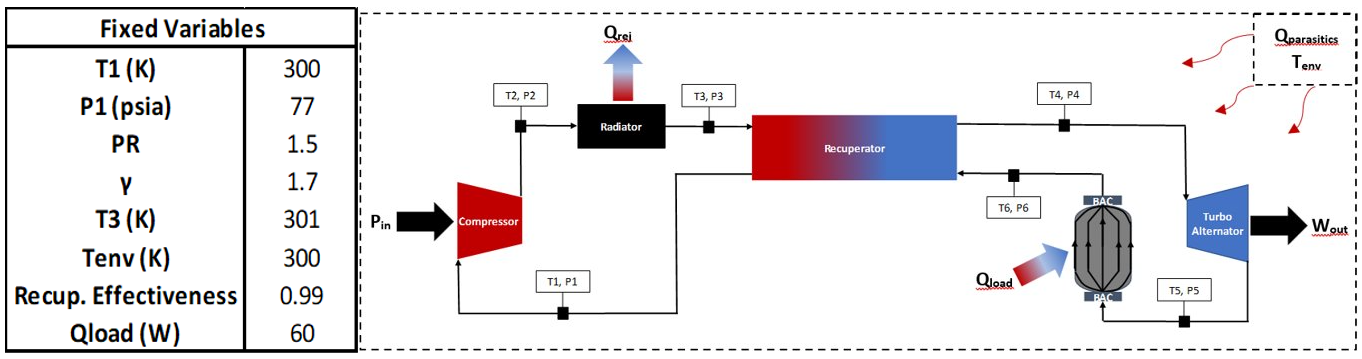 Fixed Variables
T1 (K) 300
P1 (psia) 77
PR 1.5
γ 1.7
T3 (K) 301
Tenv (K) 300
Recup. Effectiveness 0.99
Qload (W) 60
Qrej
Qparasitics
Tenv
T2, P2
T3, P3
T4, P4
Radiator
Recuperator
T6, P6
BAC
Pin
Compressor
Turbo
Alternator
Wout
Qload
T1, P1
BAC
T5, P5